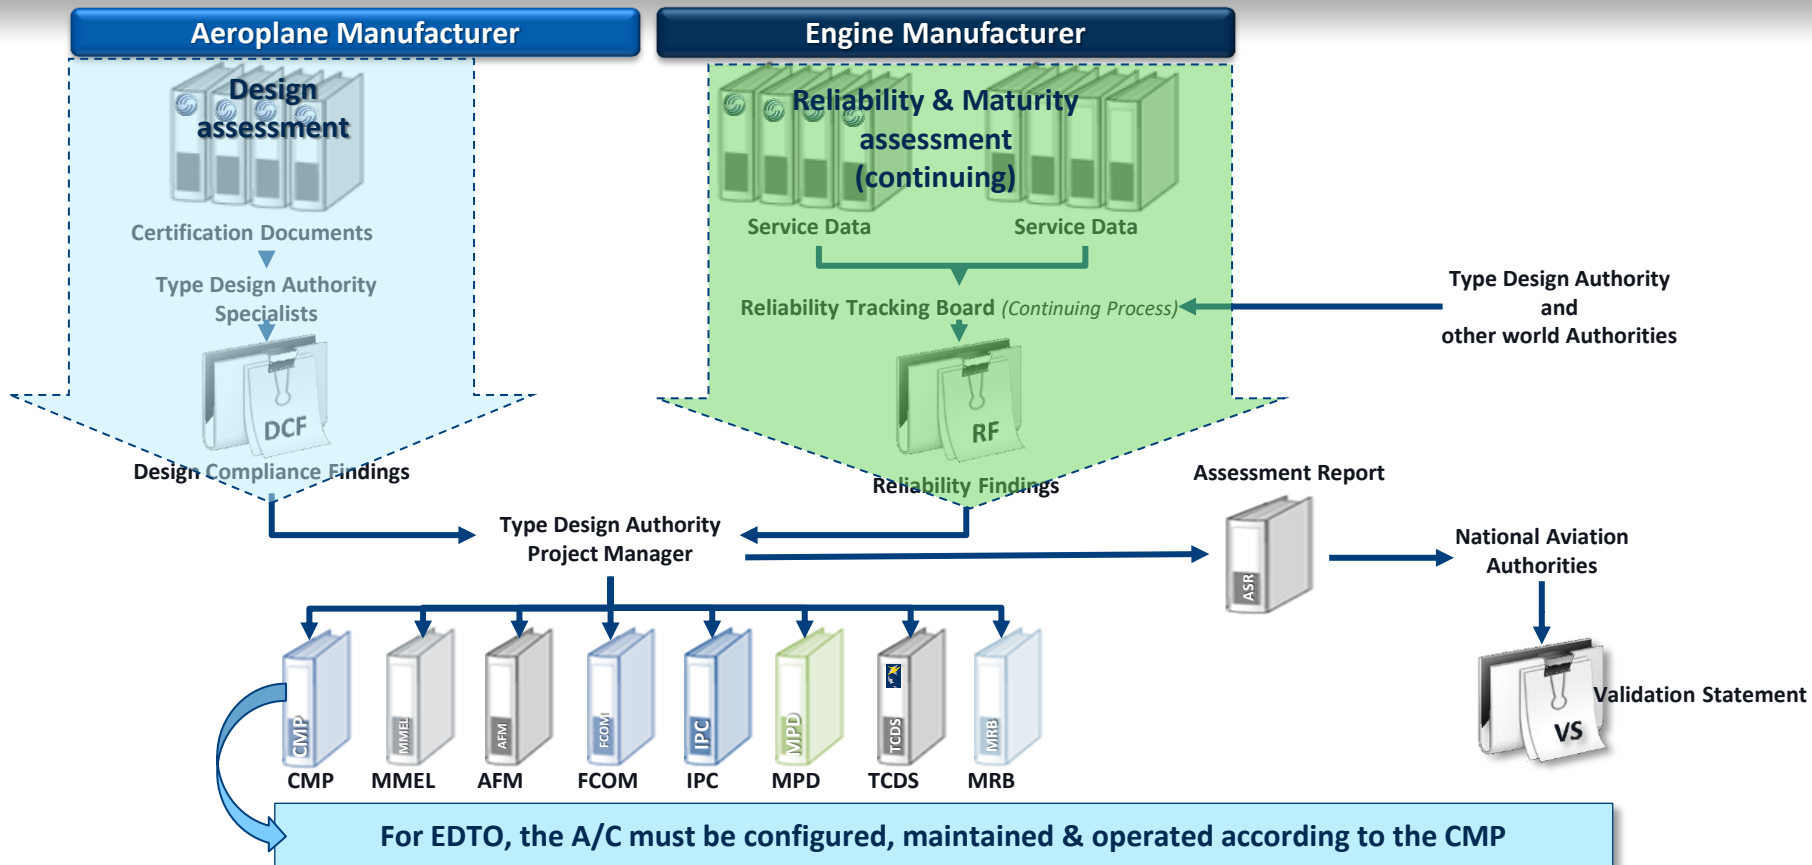 Aeroplane Manufacturer
Engine Manufacturer
Design
assessment
Certification Documents
Type Design Authority
Specialists
DCF
Design Compliance Findings
Reliability & Maturity
assessment
(continuing)
Service Data
Service Data
Reliability Tracking Board (Continuing Process)
RF
Reliability Findings
Type Design Authority
and
other world Authorities
Type Design Authority
Project Manager
Assessment Report
ASR
National Aviation
Authorities
VS
Validation Statement
CMP
MMEL
AFM
FCOM
IPC
MPD
TCDS
MRB
CMP
MMEL
AFM
FCOM
IPC
MPD
TCDS
MRB
For EDTO, the A/C must be configured, maintained & operated according to the CMP